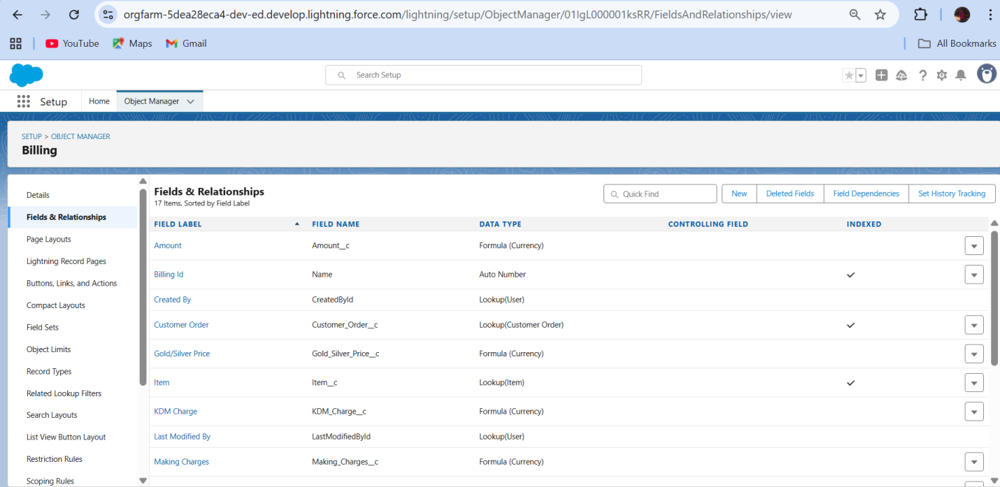 orgfarm-5dea28eca4-dev-ed.develop.lightning.force.com/lightning/setup/ObjectManager/01IgL000001ksRR/FieldsAndRelationships/view
YouTube Maps Gmail All Bookmarks
Search Setup
Setup Home Object Manager
SETUP > OBJECT MANAGER
Billing
Details
Fields & Relationships
Page Layouts
Lightning Record Pages
Buttons, Links, and Actions
Compact Layouts
Field Sets
Object Limits
Record Types
Related Lookup Filters
Search Layouts
List View Button Layout
Restriction Rules
Scoping Rules
Fields & Relationships
17 Items, Sorted by Field Label
Quick Find New Deleted Fields Field Dependencies Set History Tracking
FIELD LABEL FIELD NAME DATA TYPE CONTROLLING FIELD INDEXED
Amount Amount__c Formula (Currency)
Billing Id Name Auto Number
Created By CreatedById Lookup(User)
Customer Order Customer_Order__c Lookup(Customer Order)
Gold/Silver Price Gold_Silver_Price__c Formula (Currency)
Item Item__c Lookup(Item)
KDM Charge KDM_Charge__c Formula (Currency)
Last Modified By LastModifiedById Lookup(User)
Making Charges Making_Charges__c Formula (Currency)